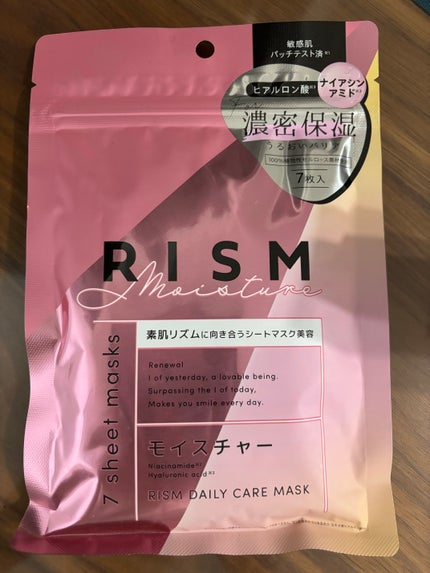 敏感肌
パッチテスト済※1
ヒアルロン酸※3
ナイアシン
アミド※2
濃密保湿
うるおいバリア
7枚入
RISM
Moisture
7 sheet masks
素肌リズムに向き合うシートマスク美容
Renewal
I of yesterday, a lovable being.
Surpassing the I of today,
Makes you smile every day.
モイスチャー
Niacinamide※2
Hyaluronic acid※3
RISM DAILY CARE MASK